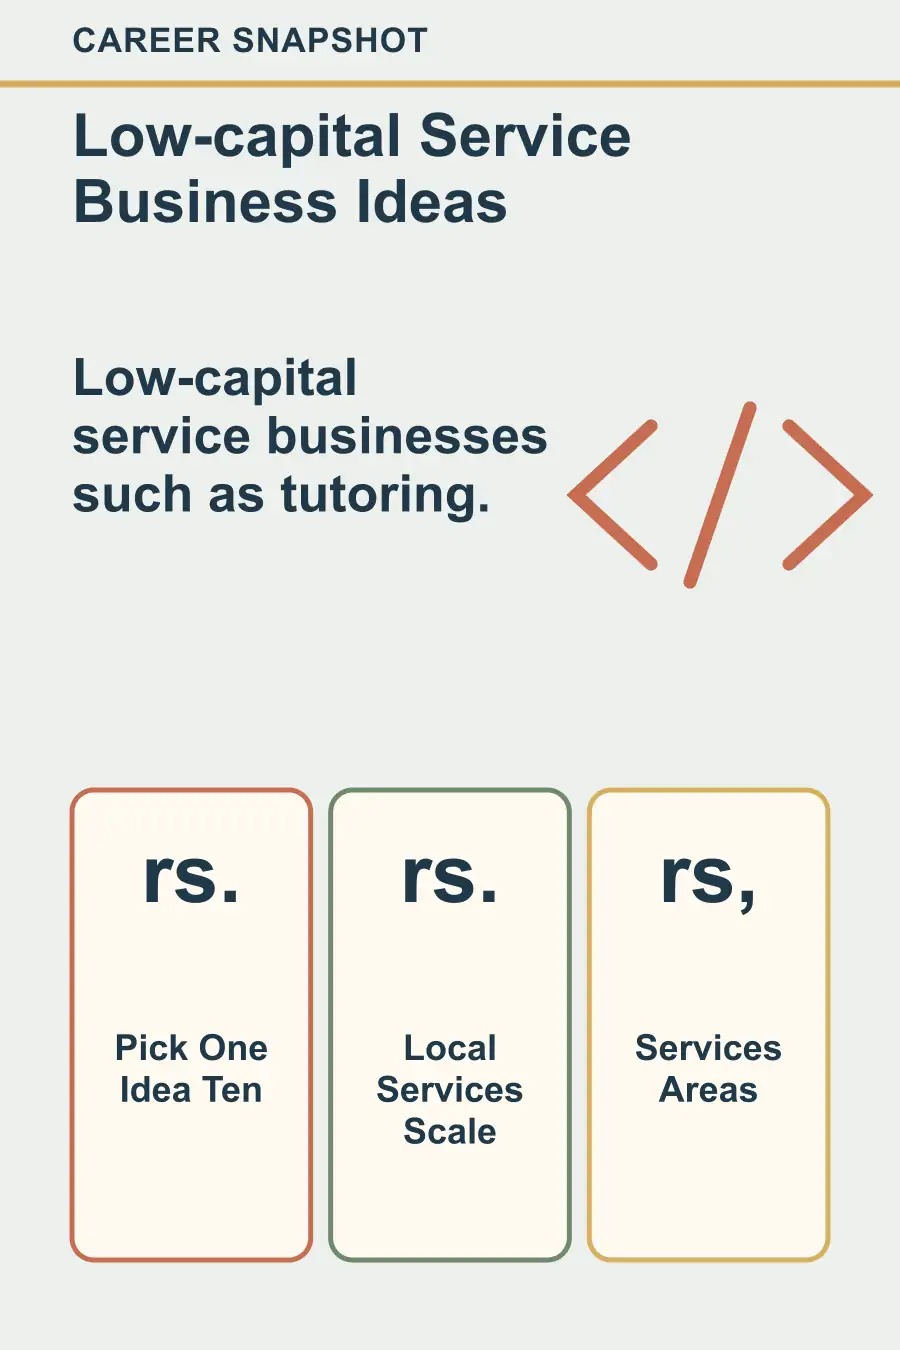 CAREER SNAPSHOT
Low-capital Service
Business Ideas
Low-capital
service businesses
such as tutoring.
rs.
Pick One
Idea Ten
rs.
Local
Services
Scale
rs,
Services
Areas